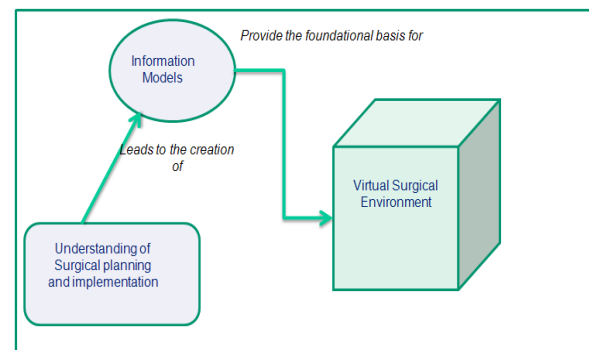 Provide the foundational basis for
Information
Models
Leads to the creation
of
Virtual Surgical
Environment
Understanding of
Surgical planning
and implementation